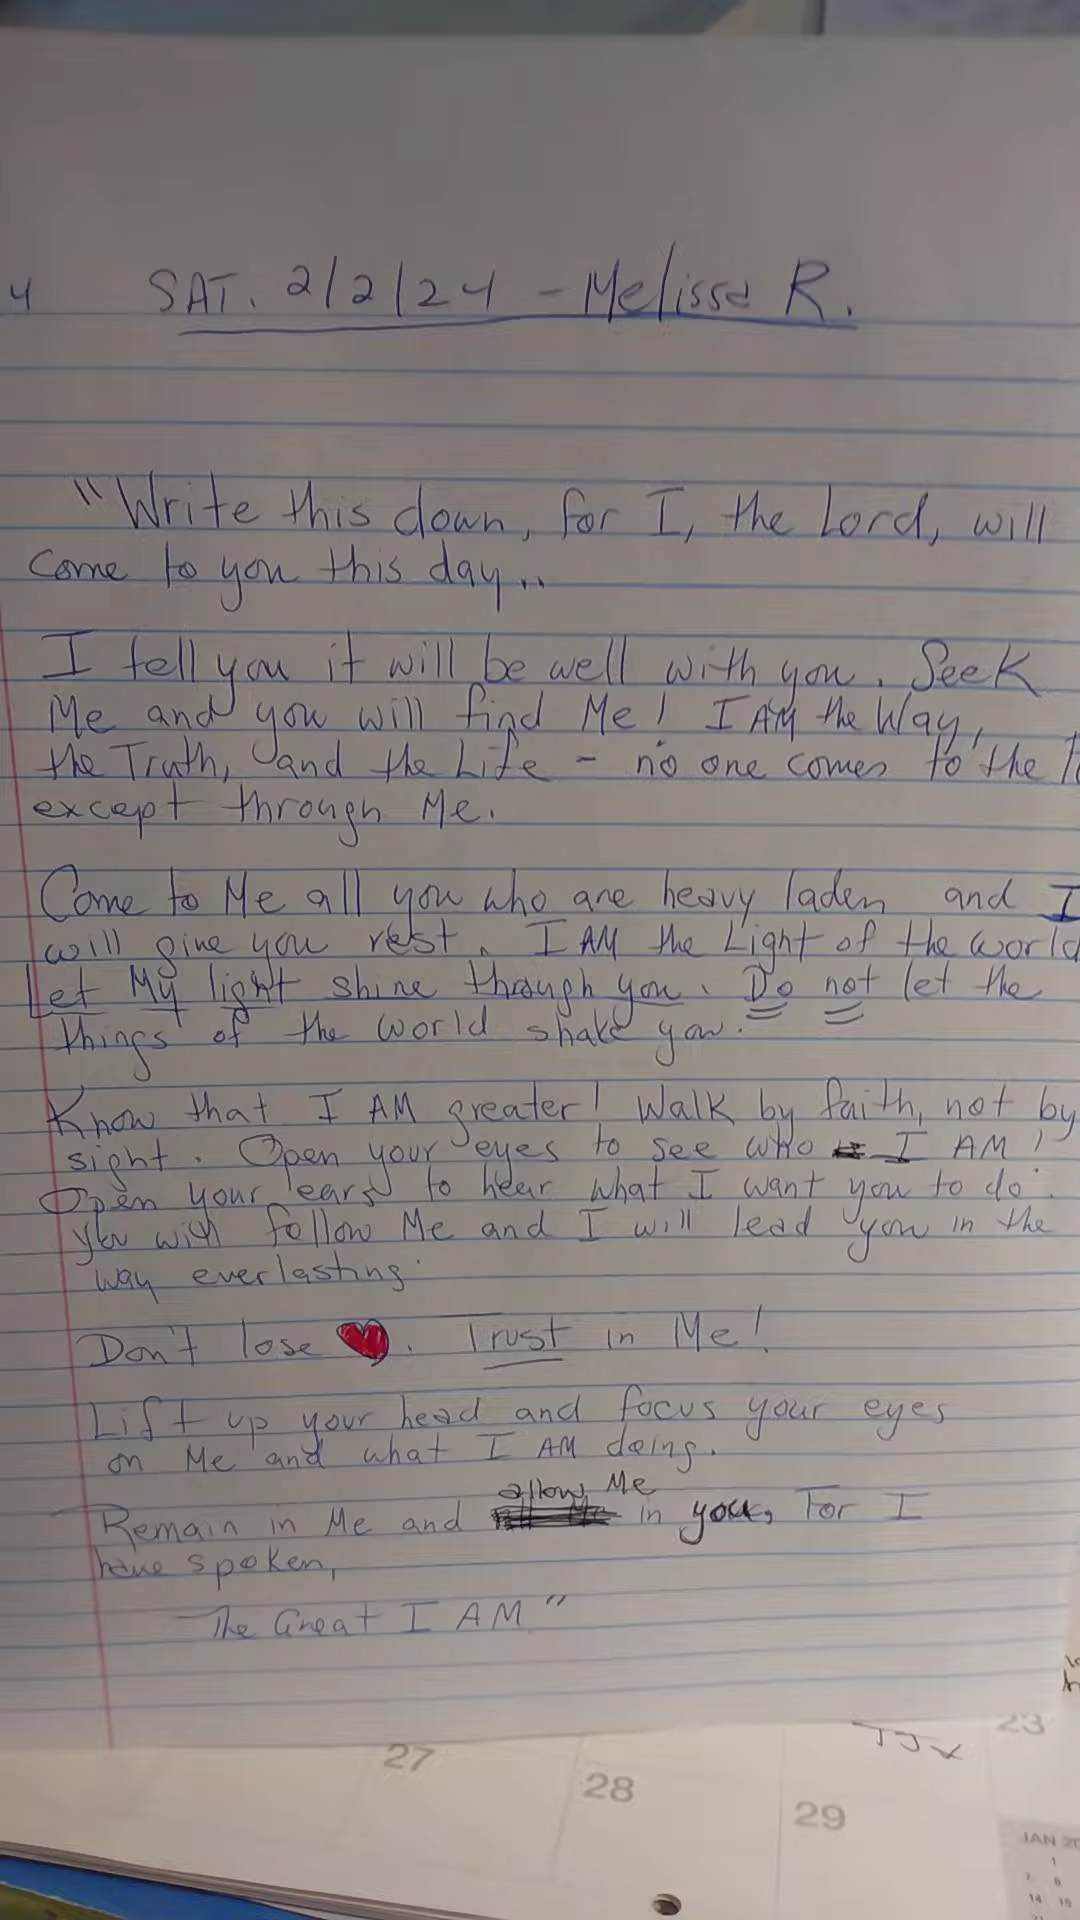 4 SAT. 2/2/24 - Melissa R.
"Write this down, for I, the Lord, will
come to you this day..
I tell you it will be well with you. Seek
Me and you will find Me! I AM the Way,
the Truth, and the Life - no one comes to the
except through Me.
Come to Me all you who are heavy laden and I
will give you rest. I AM the Light of the world
Let My light shine through you. Do not let the
things of the world shake you.
Know that I AM greater! Walk by faith, not by
sight. Open your eyes to see who I AM!
Open your ears to hear what I want you to do.
You will follow Me and I will lead you in the
way everlasting.
Don't lose ❤. Trust in Me!
Lift up your head and focus your eyes
on Me and what I AM doing.
allow Me
Remain in Me and in you, for I
have spoken,
The Great I AM"
23
TJX
27
28
29
JAN 20
1
7 8
14 15